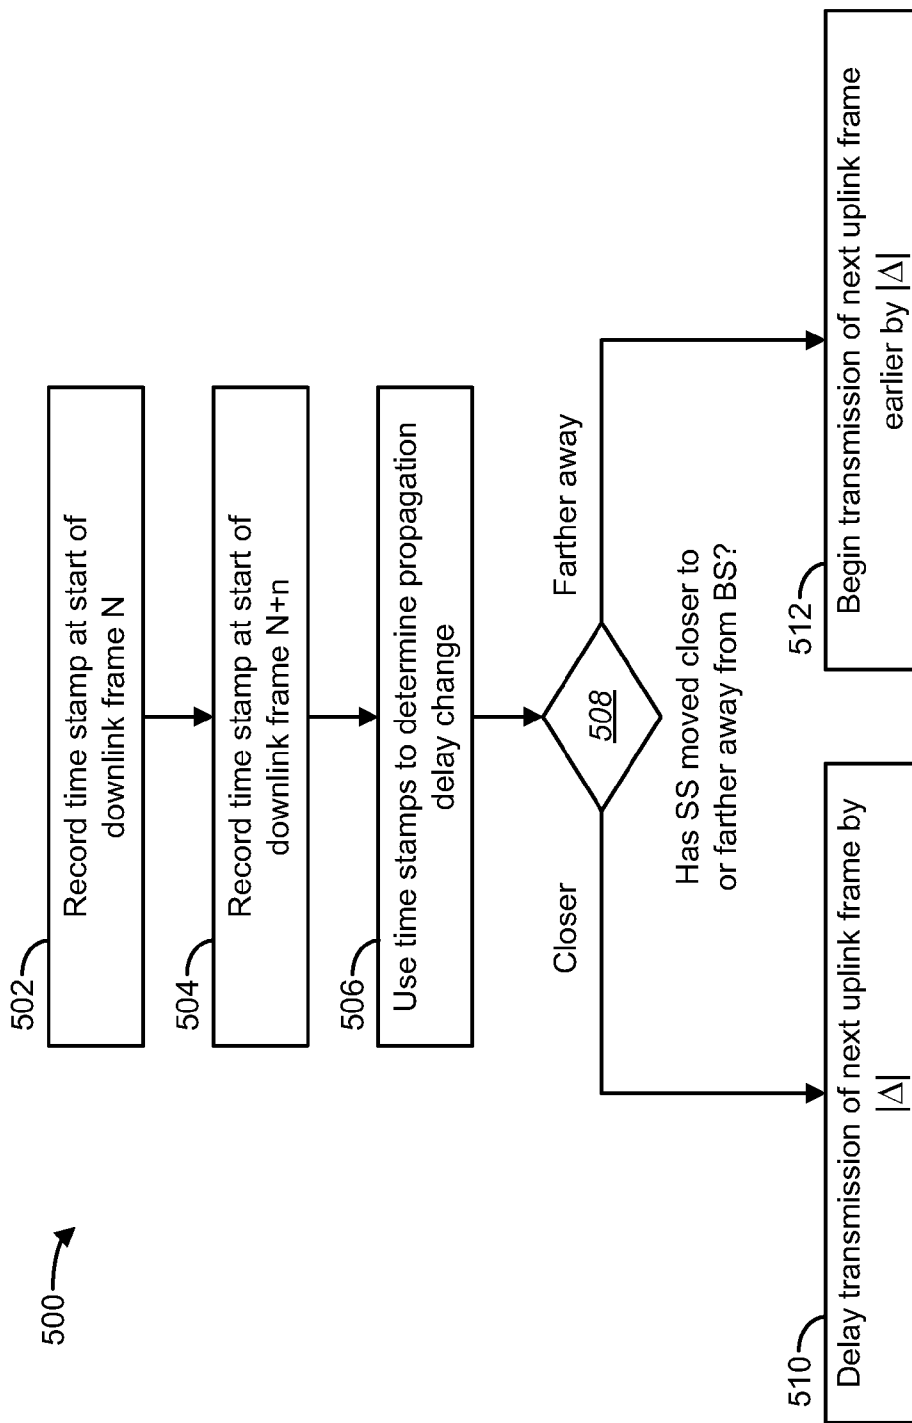 500
502
Record time stamp at start of
downlink frame N
504
Record time stamp at start of
downlink frame N+n
506
Use time stamps to determine propagation
delay change
508
Closer
Farther away
Has SS moved closer to
or farther away from BS?
510
Delay transmission of next uplink frame by
|Δ|
512
Begin transmission of next uplink frame
earlier by |Δ|